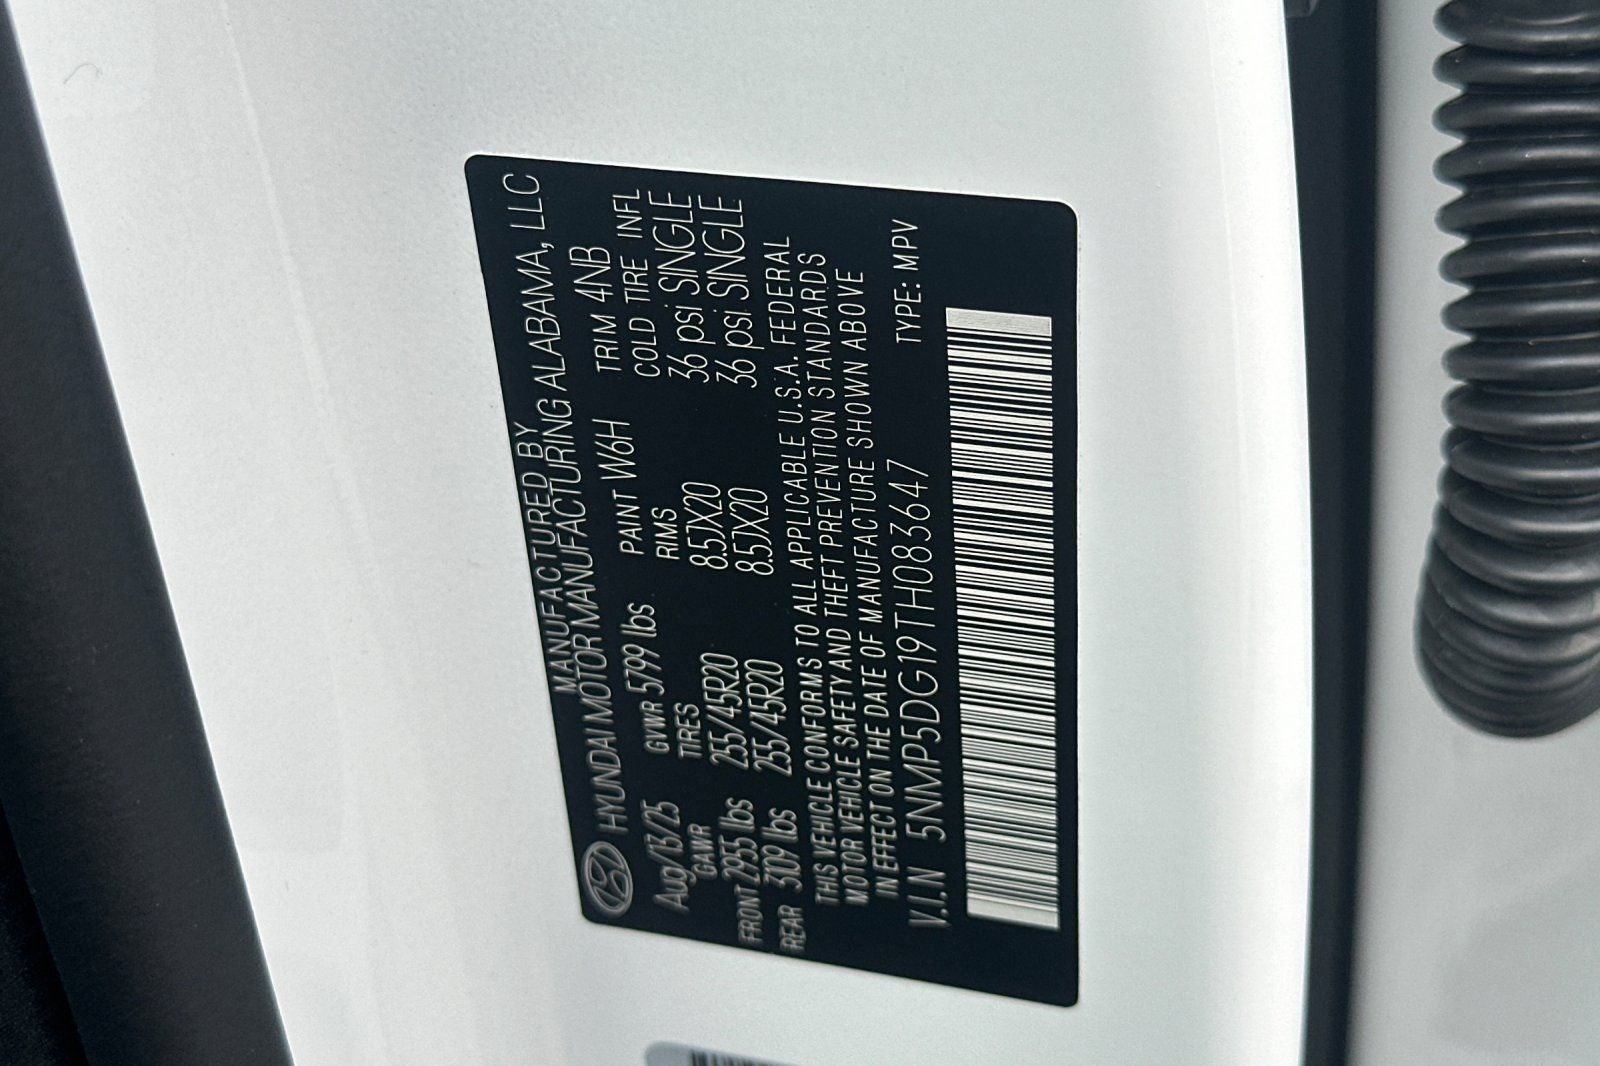 MANUFACTURED BY
HYUNDAI MOTOR MANUFACTURING ALABAMA, LLC
Aug/13/25 GVWR 5799 lbs PAINT W6H TRIM 4NB
GAWR TIRES RIMS COLD TIRE INFL
FRONT 2955 lbs 255/45R20 8.5JX20 36 psi SINGLE
REAR 3109 lbs 255/45R20 8.5JX20 36 psi SINGLE
THIS VEHICLE CONFORMS TO ALL APPLICABLE U.S.A. FEDERAL
MOTOR VEHICLE SAFETY AND THEFT PREVENTION STANDARDS
IN EFFECT ON THE DATE OF MANUFACTURE SHOWN ABOVE
V.I.N 5NMP5DG19TH083647 TYPE: MPV